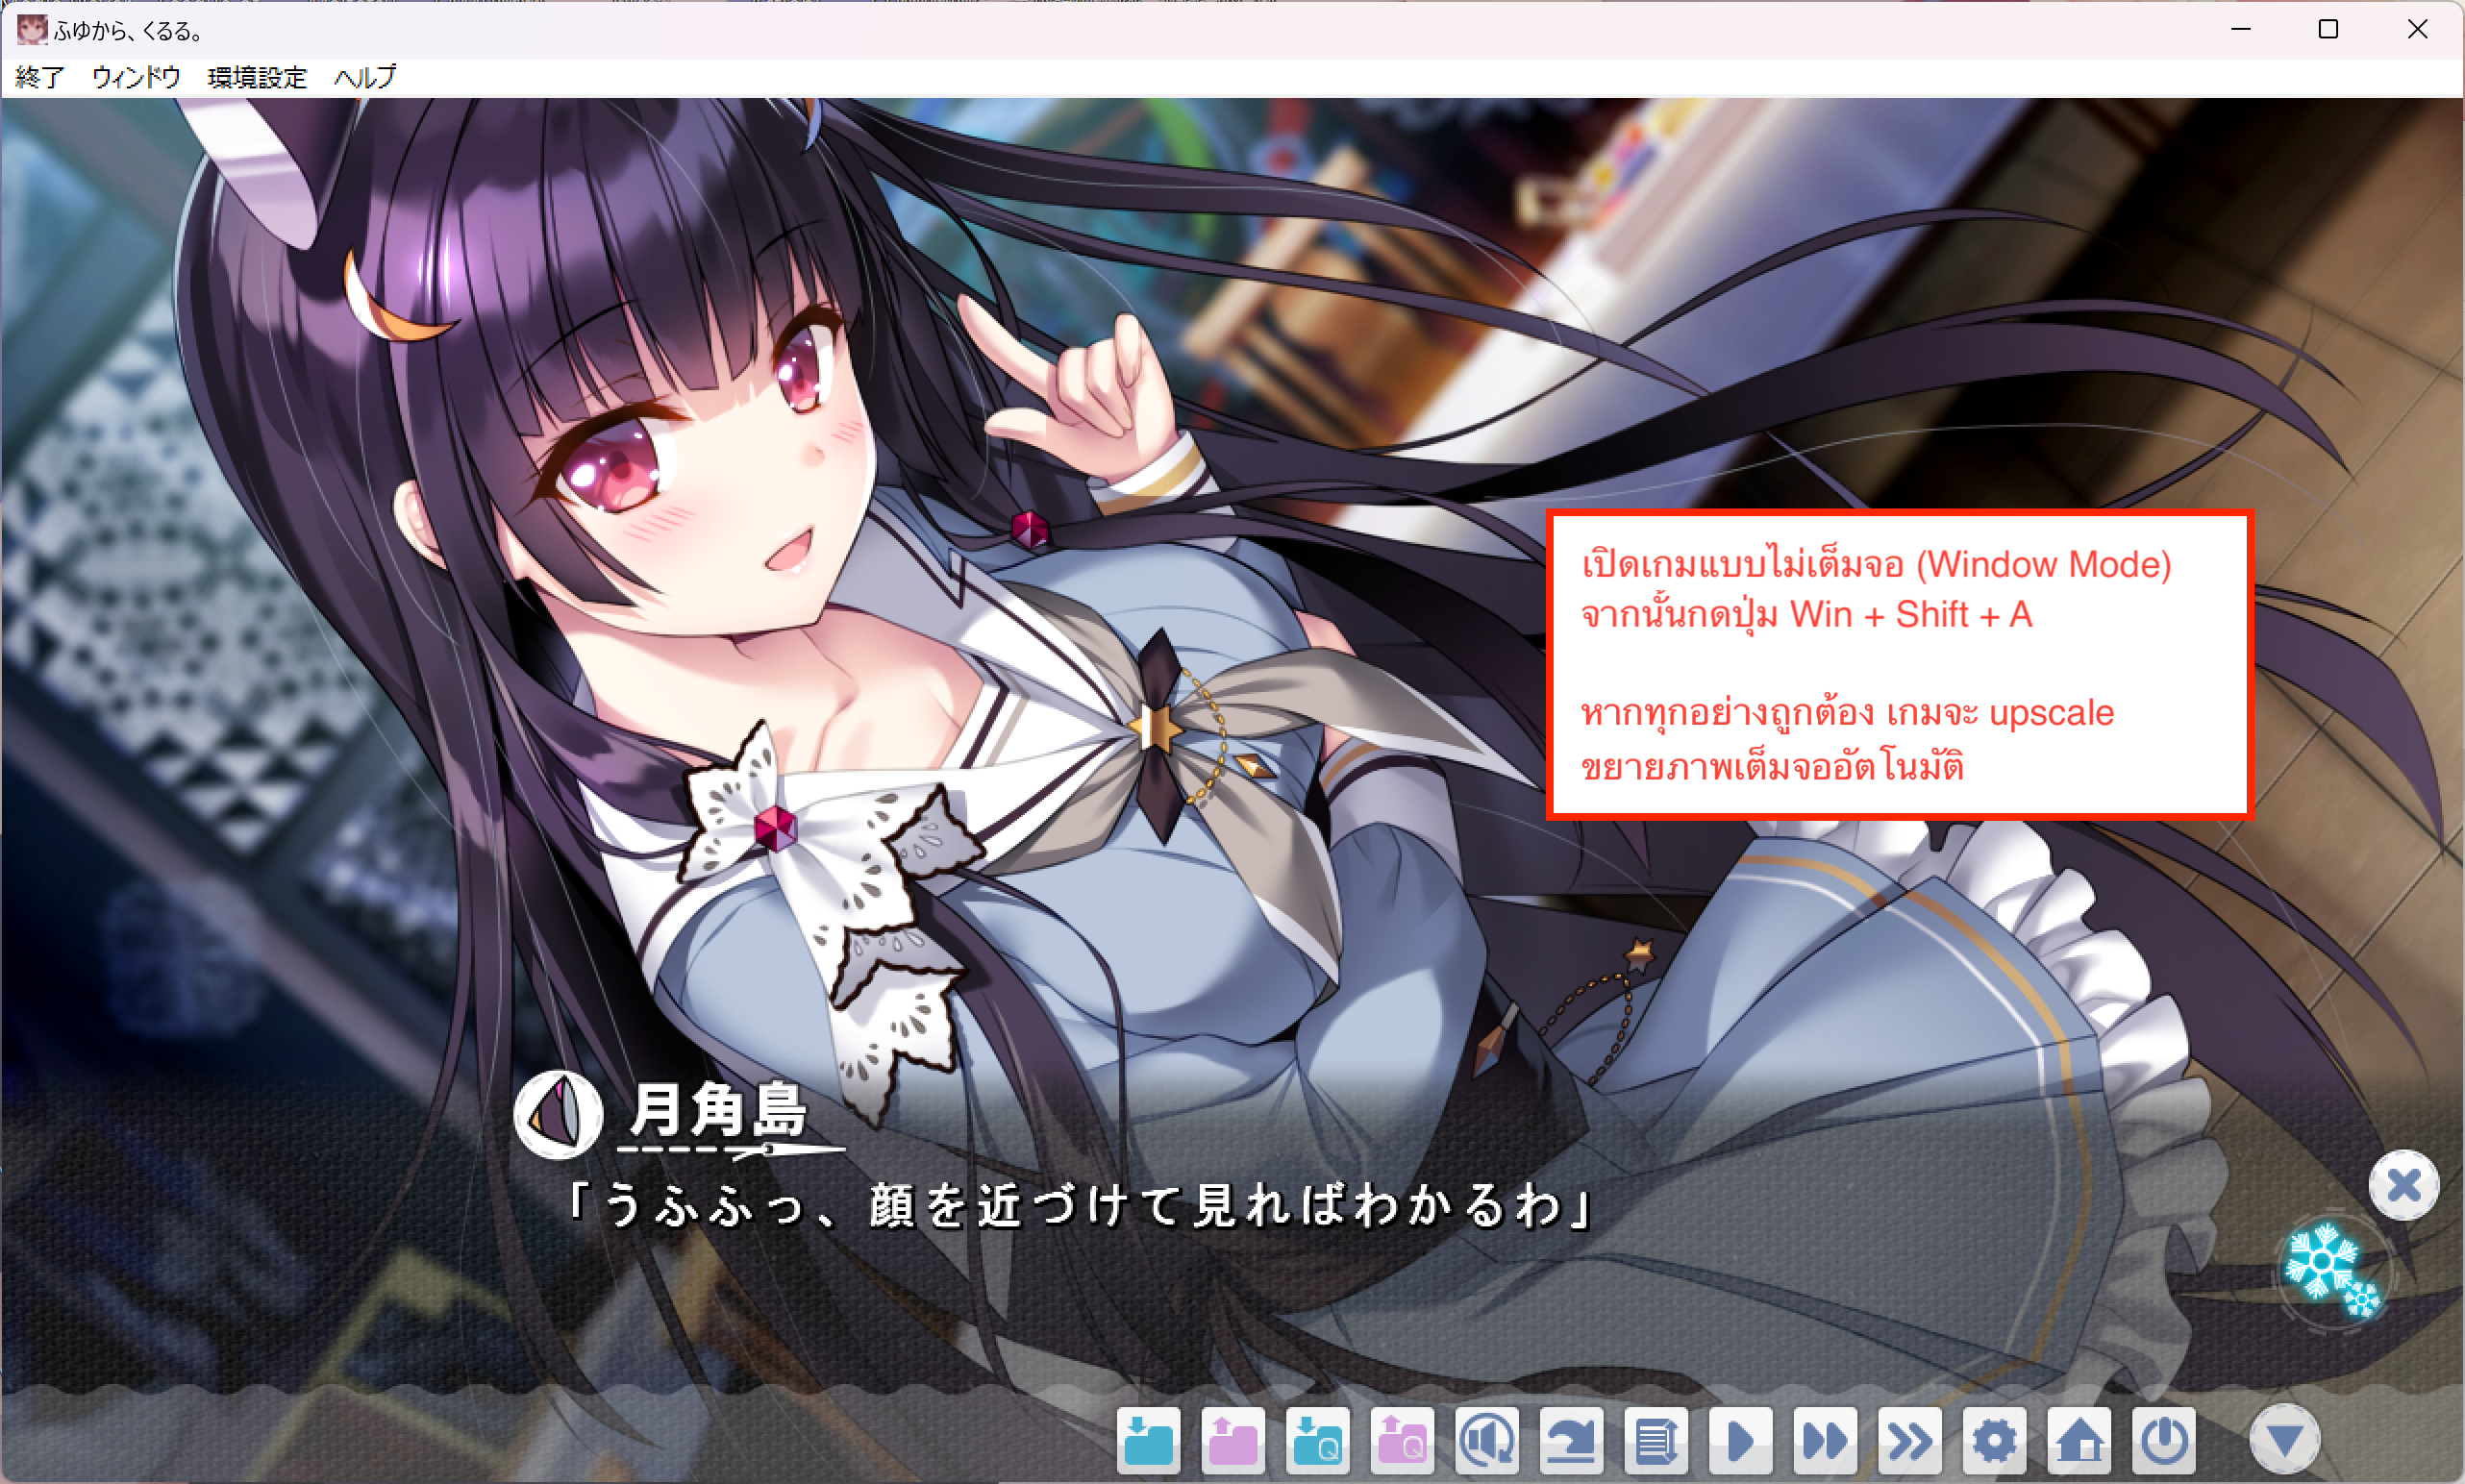 ふゆから、くるる。
終了 ウィンドウ 環境設定 ヘルプ
เปิดเกมแบบไม่เต็มจอ (Window Mode)
จากนั้นกดปุ่ม Win + Shift + A
หากทุกอย่างถูกต้อง เกมจะ upscale
ขยายภาพเต็มจออัตโนมัติ
月角島
「うふふっ、顔を近づけて見ればわかるわ」
Q Q